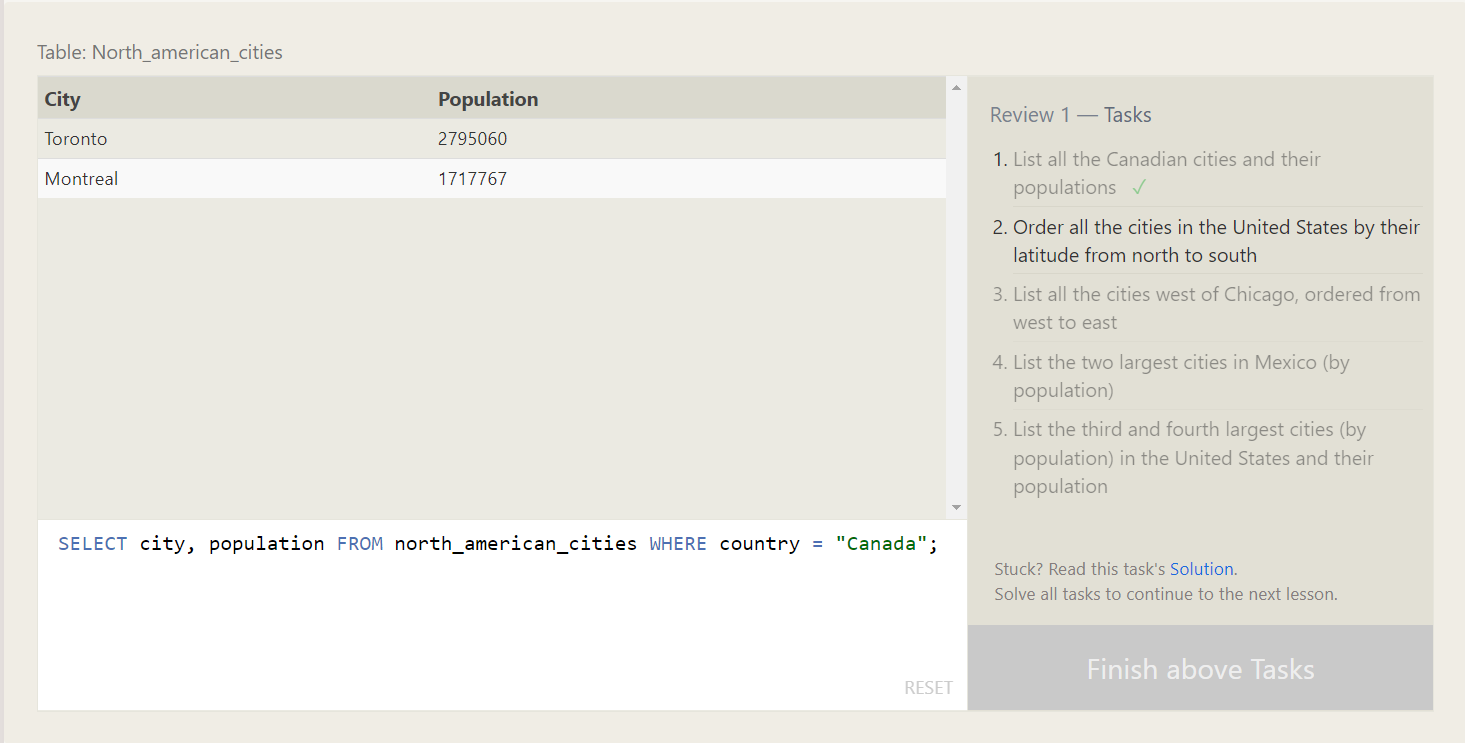 Table: North_american_cities
City Population
Toronto 2795060
Montreal 1717767
SELECT city, population FROM north_american_cities WHERE country = "Canada";
RESET
Review 1 — Tasks
1. List all the Canadian cities and their
populations ✓
2. Order all the cities in the United States by their
latitude from north to south
3. List all the cities west of Chicago, ordered from
west to east
4. List the two largest cities in Mexico (by
population)
5. List the third and fourth largest cities (by
population) in the United States and their
population
Stuck? Read this task's Solution.
Solve all tasks to continue to the next lesson.
Finish above Tasks